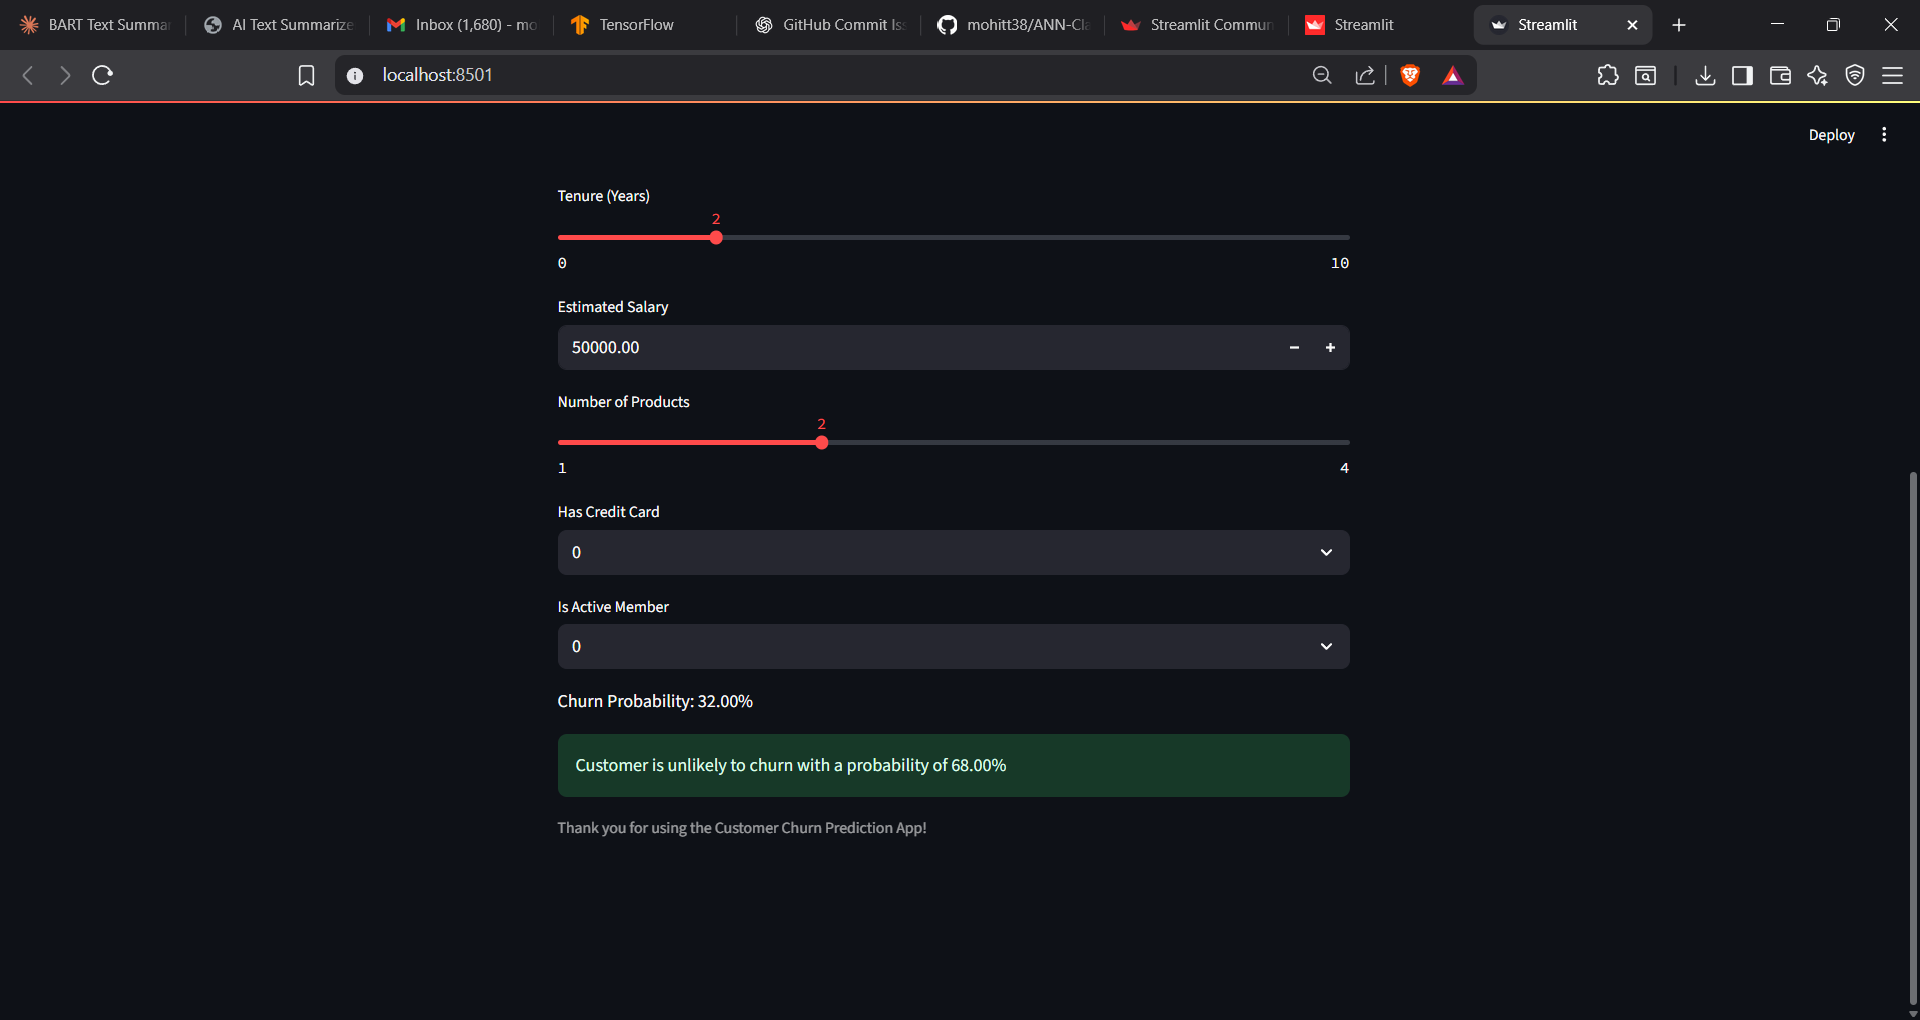 BART Text Summar
AI Text Summarize
Inbox (1,680) - mo
TensorFlow
GitHub Commit Iss
mohitt38/ANN-Cla
Streamlit Commun
Streamlit
Streamlit
localhost:8501
Deploy
Tenure (Years)
2
0 10
Estimated Salary
50000.00
Number of Products
2
1 4
Has Credit Card
0
Is Active Member
0
Churn Probability: 32.00%
Customer is unlikely to churn with a probability of 68.00%
Thank you for using the Customer Churn Prediction App!